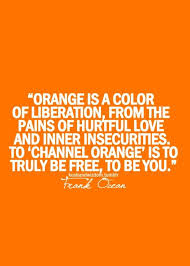 “ORANGE IS A COLOR
OF LIBERATION, FROM THE
PAINS OF HURTFUL LOVE
AND INNER INSECURITIES.
TO ‘CHANNEL ORANGE’ IS TO
TRULY BE FREE, TO BE YOU.”
Frank Ocean